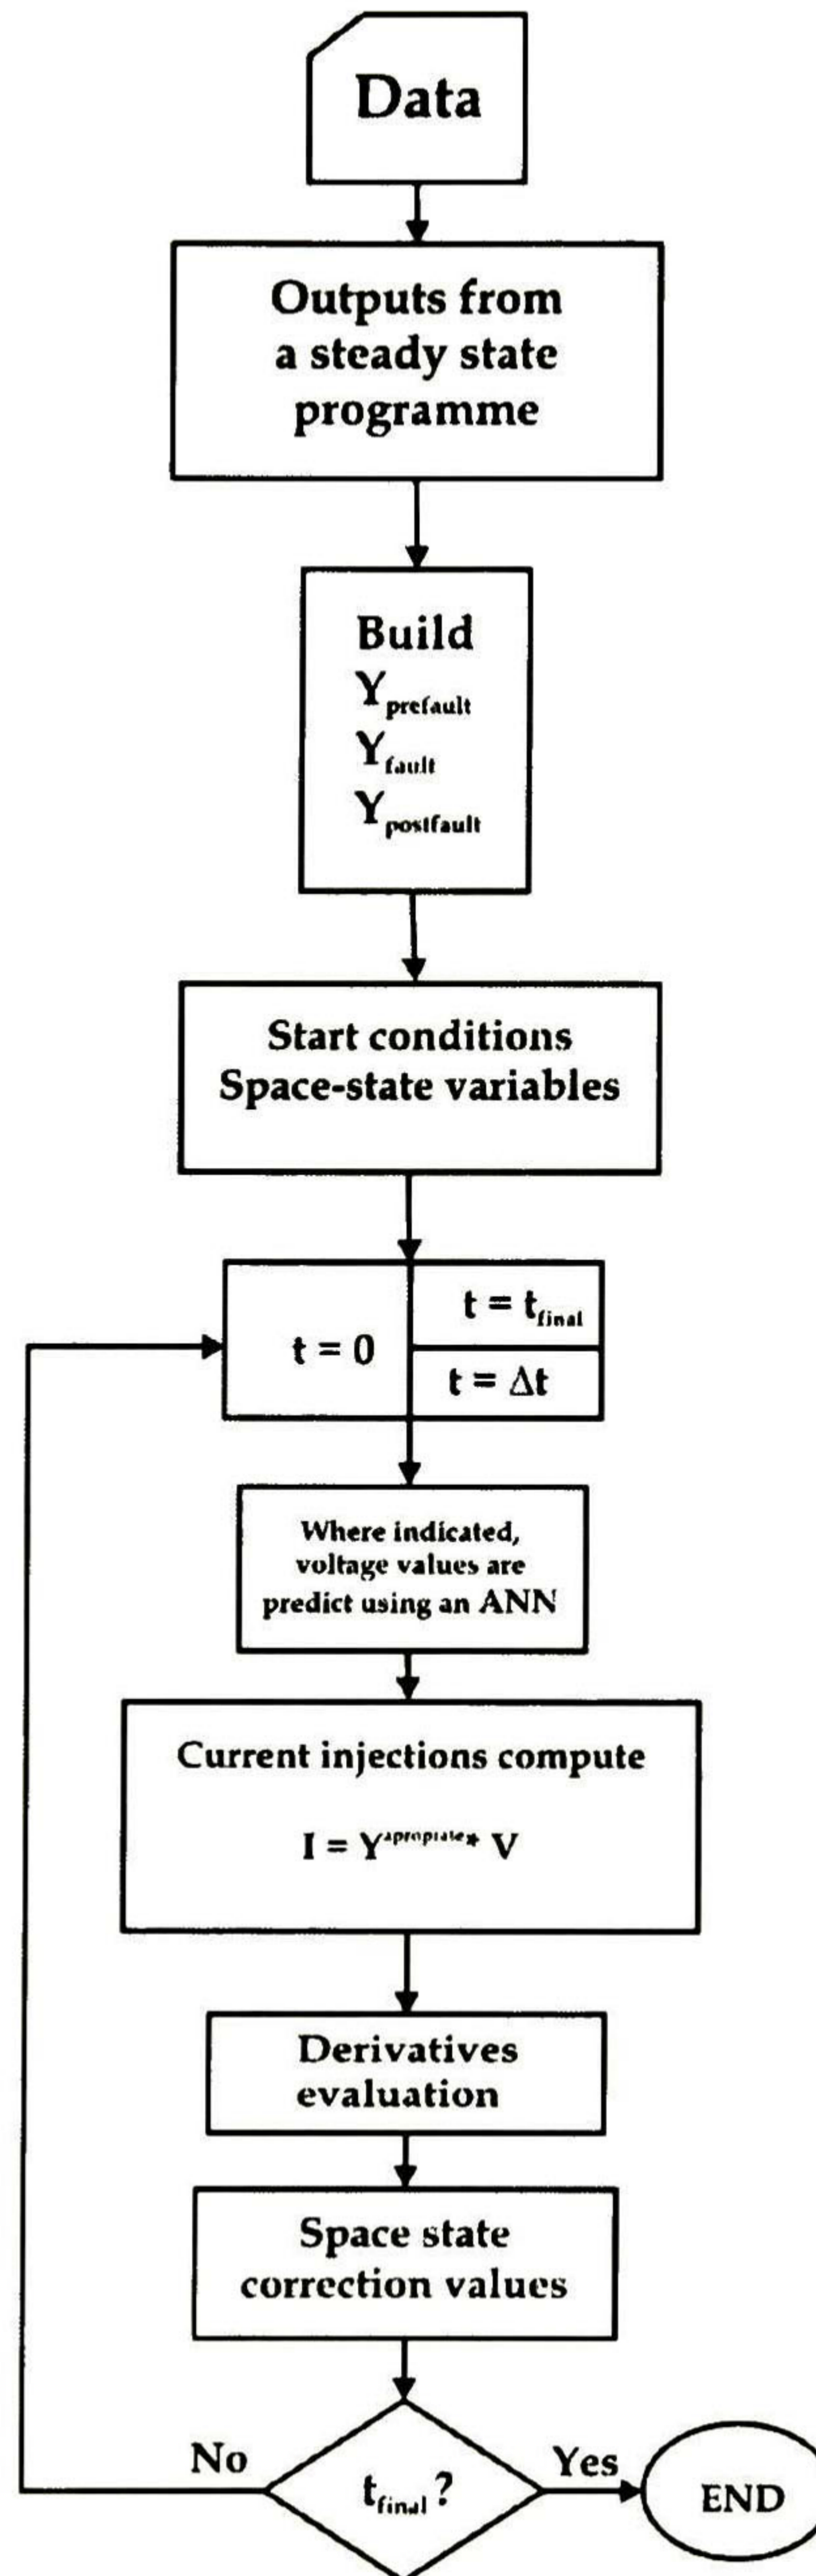 Data
Outputs from
a steady state
programme
Build
Yprefault
Yfault
Ypostfault
Start conditions
Space-state variables
t = 0
t = tfinal
t = Δt
Where indicated,
voltage values are
predict using an ANN
Current injections compute
I = Yapropiate* V
Derivatives
evaluation
Space state
correction values
No
tfinal?
Yes
END